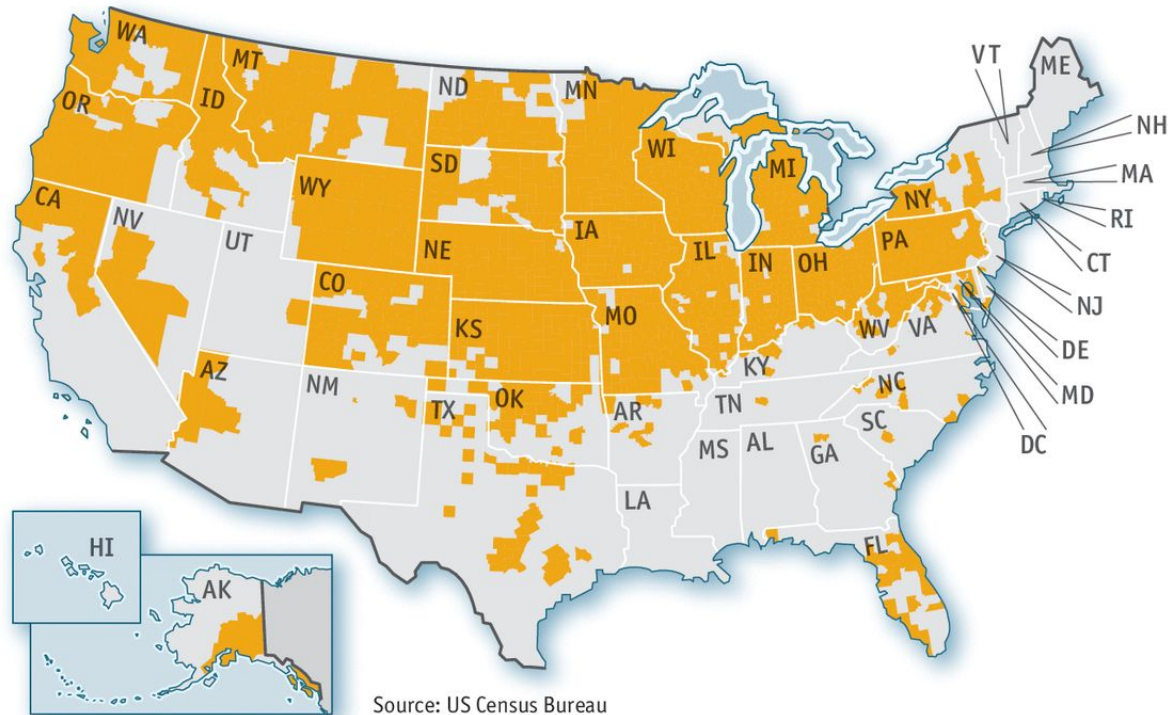 WA
MT
ND
MN
VT
ME
OR
ID
NH
SD
WI
MI
MA
WY
NY
RI
CA
NV
IA
PA
UT
NE
IL
IN
OH
CT
CO
MO
NJ
KS
WV
VA
DE
KY
AZ
NM
NC
MD
OK
TX
AR
TN
SC
DC
MS
AL
GA
LA
FL
HI
AK
Source: US Census Bureau